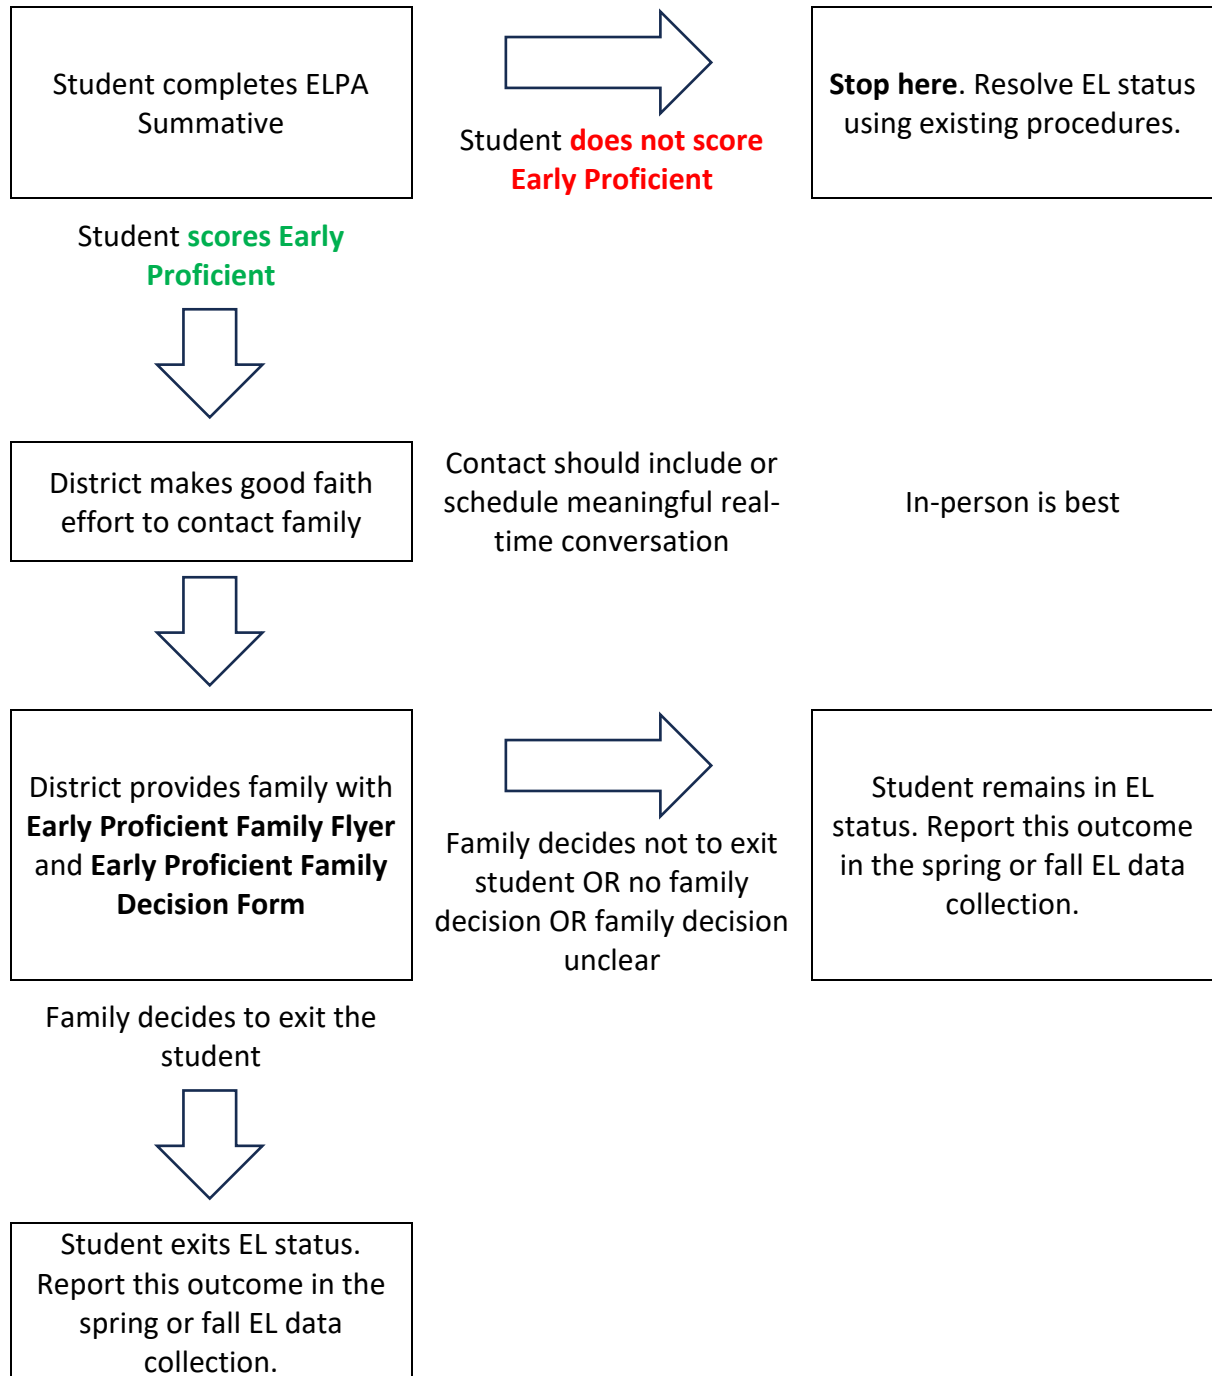 Student completes ELPA
Summative
Student does not score
Early Proficient
Stop here. Resolve EL status
using existing procedures.
Student scores Early
Proficient
District makes good faith
effort to contact family
Contact should include or
schedule meaningful real-
time conversation
In-person is best
District provides family with
Early Proficient Family Flyer
and Early Proficient Family
Decision Form
Family decides not to exit
student OR no family
decision OR family decision
unclear
Student remains in EL
status. Report this outcome
in the spring or fall EL data
collection.
Family decides to exit the
student
Student exits EL status.
Report this outcome in the
spring or fall EL data
collection.